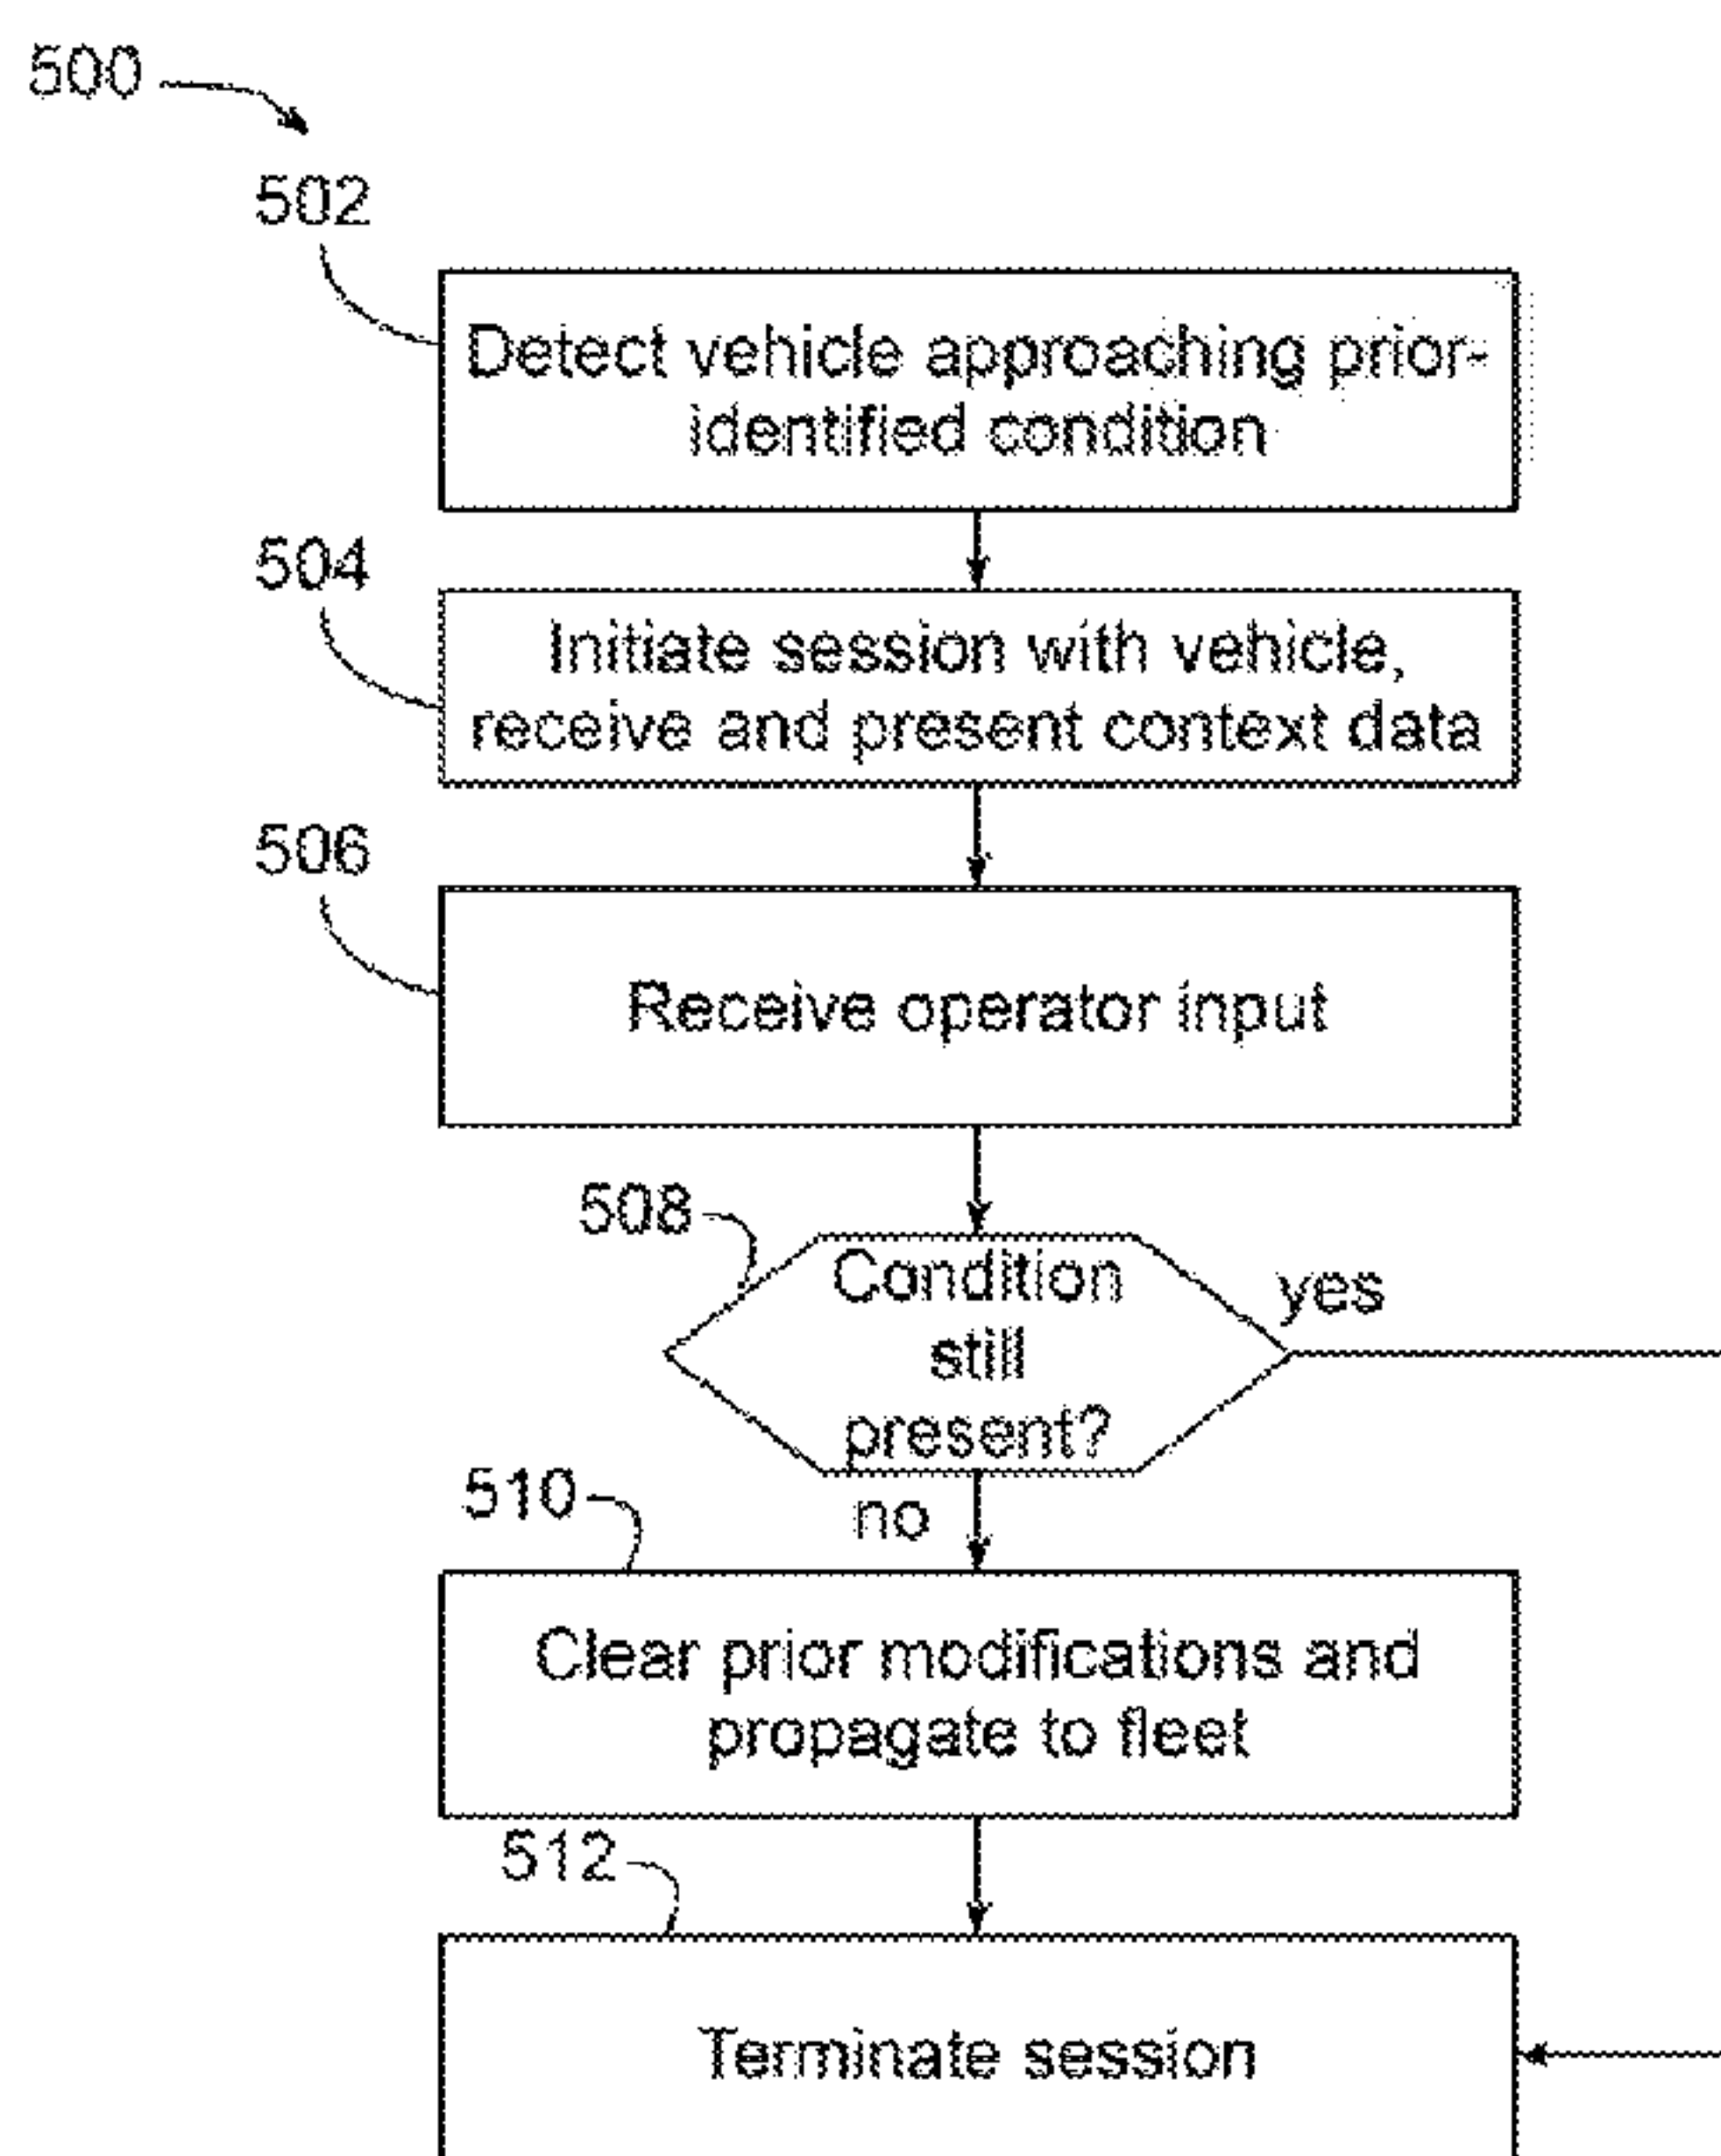 500
502
Detect vehicle approaching prior-
identified condition
504
Initiate session with vehicle,
receive and present context data
506
Receive operator input
508
Condition
still
present?
yes
no
510
Clear prior modifications and
propagate to fleet
512
Terminate session